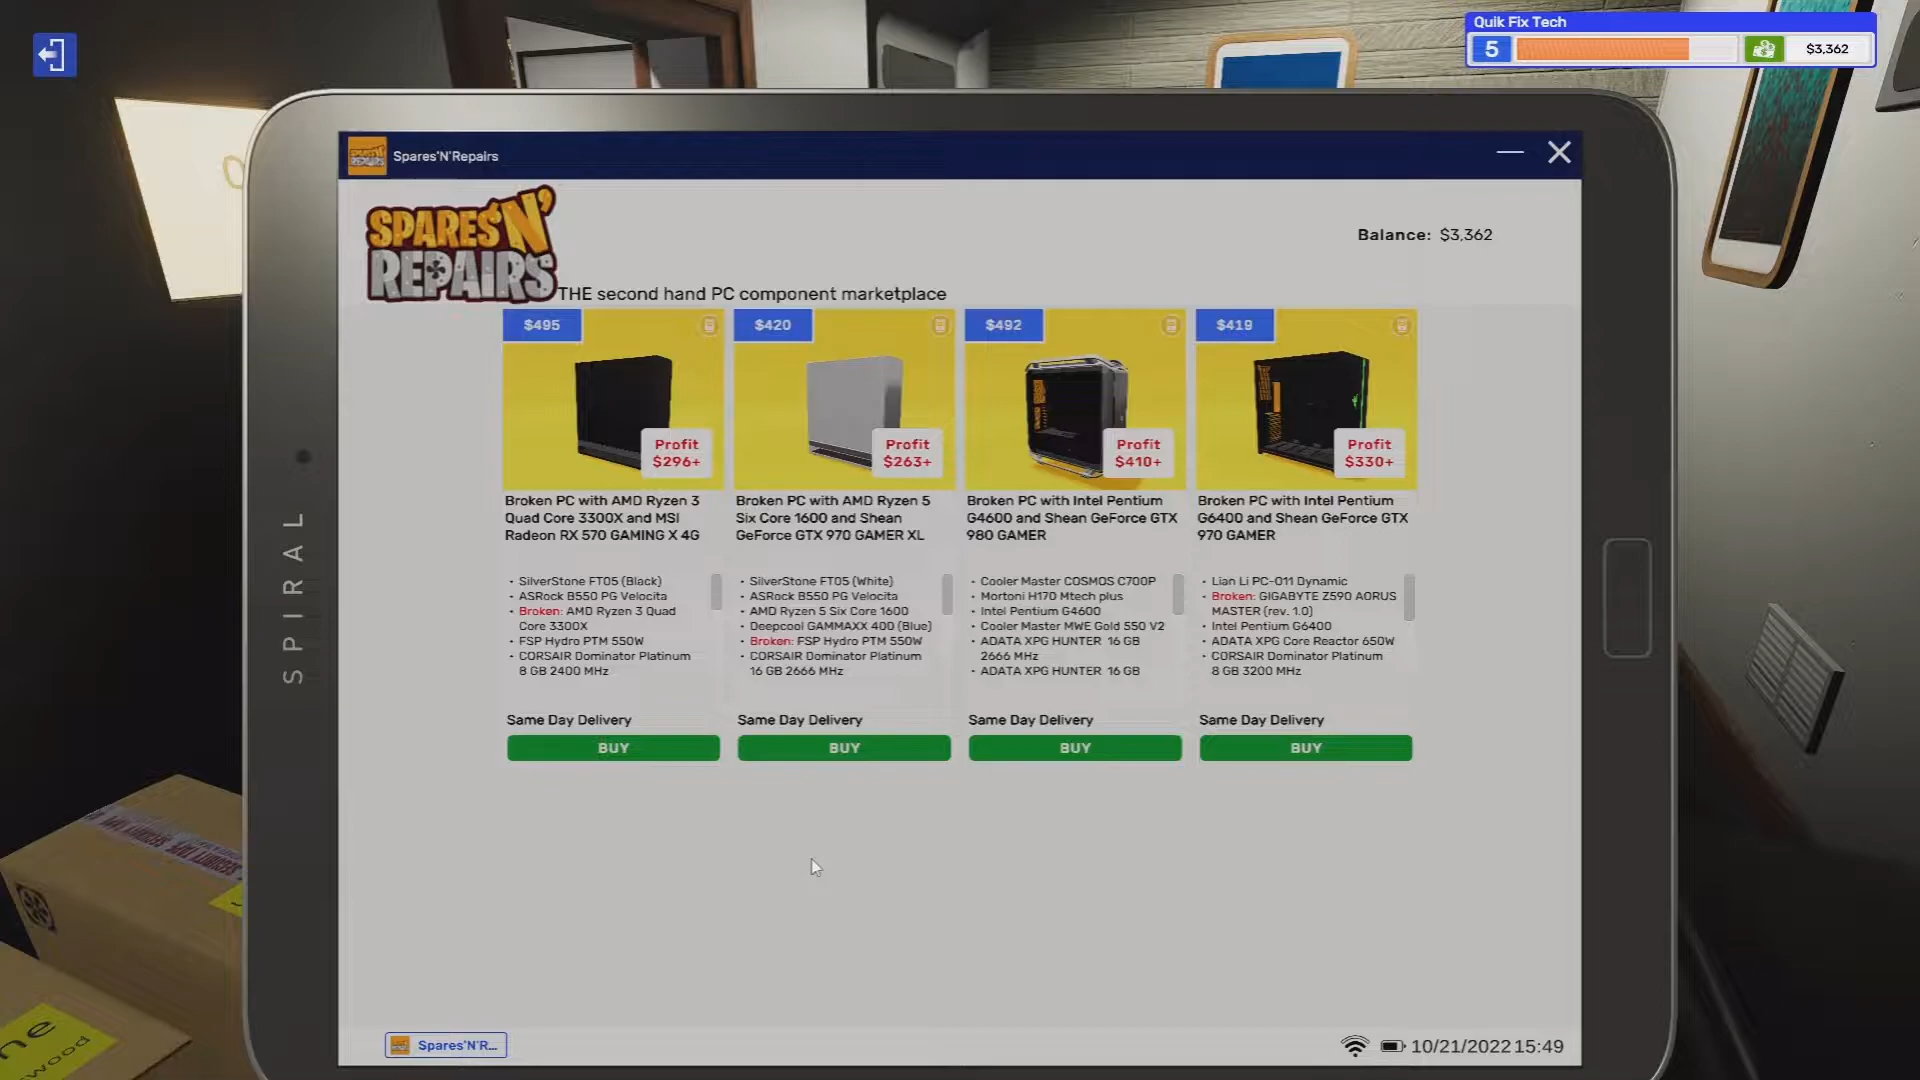 Quik Fix Tech
5
$3,362
Spares'N'Repairs
SPARES N'
REPAIRS
THE second hand PC component marketplace
Balance: $3,362
$495
Profit
$296+
Broken PC with AMD Ryzen 3
Quad Core 3300X and MSI
Radeon RX 570 GAMING X 4G
• SilverStone FT05 (Black)
• ASRock B550 PG Velocita
• Broken: AMD Ryzen 3 Quad
Core 3300X
• FSP Hydro PTM 550W
• CORSAIR Dominator Platinum
8 GB 2400 MHz
Same Day Delivery
BUY
$420
Profit
$263+
Broken PC with AMD Ryzen 5
Six Core 1600 and Shean
GeForce GTX 970 GAMER XL
• SilverStone FT05 (White)
• ASRock B550 PG Velocita
• AMD Ryzen 5 Six Core 1600
• Deepcool GAMMAXX 400 (Blue)
• Broken: FSP Hydro PTM 550W
• CORSAIR Dominator Platinum
16 GB 2666 MHz
Same Day Delivery
BUY
$492
Profit
$410+
Broken PC with Intel Pentium
G4600 and Shean GeForce GTX
980 GAMER
• Cooler Master COSMOS C700P
• Mortoni H170 Mtech plus
• Intel Pentium G4600
• Cooler Master MWE Gold 550 V2
• ADATA XPG HUNTER 16 GB
2666 MHz
• ADATA XPG HUNTER 16 GB
Same Day Delivery
BUY
$419
Profit
$330+
Broken PC with Intel Pentium
G6400 and Shean GeForce GTX
970 GAMER
• Lian Li PC-O11 Dynamic
• Broken: GIGABYTE Z590 AORUS
MASTER (rev. 1.0)
• Intel Pentium G6400
• ADATA XPG Core Reactor 650W
• CORSAIR Dominator Platinum
8 GB 3200 MHz
Same Day Delivery
BUY
SPIRAL
Spares'N'R...
10/21/2022 15:49